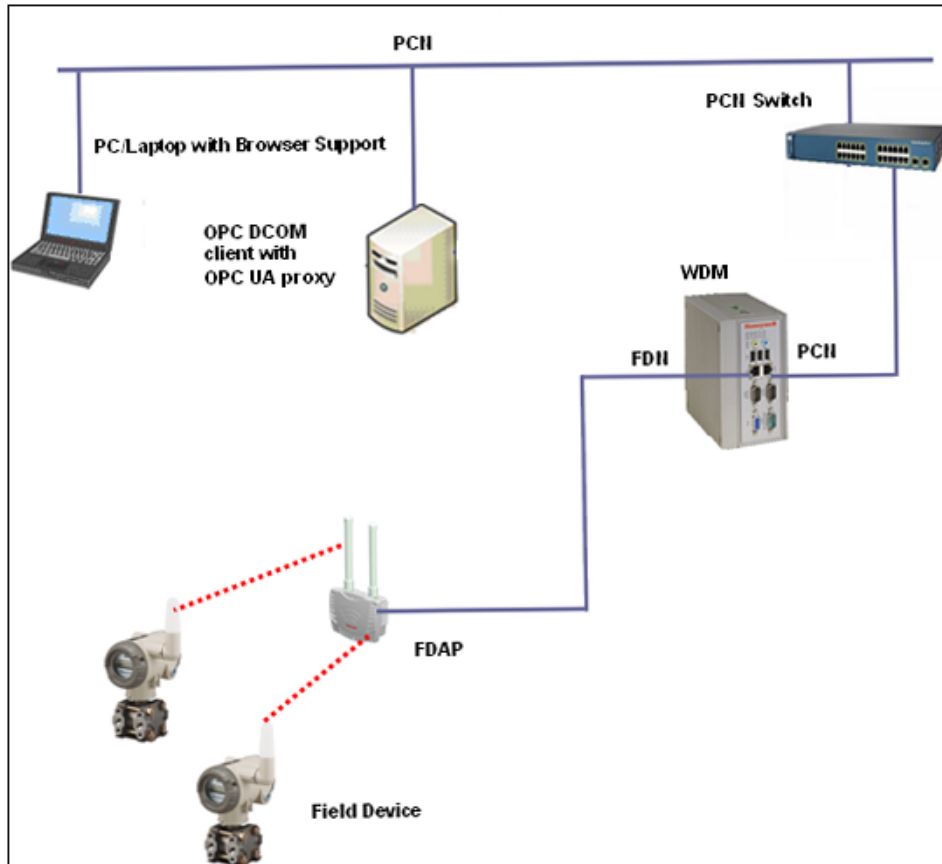 PCN
PCN Switch
PC/Laptop with Browser Support
OPC DCOM
client with
OPC UA proxy
WDM
Honeywell
FDN
PCN
FDAP
Field Device